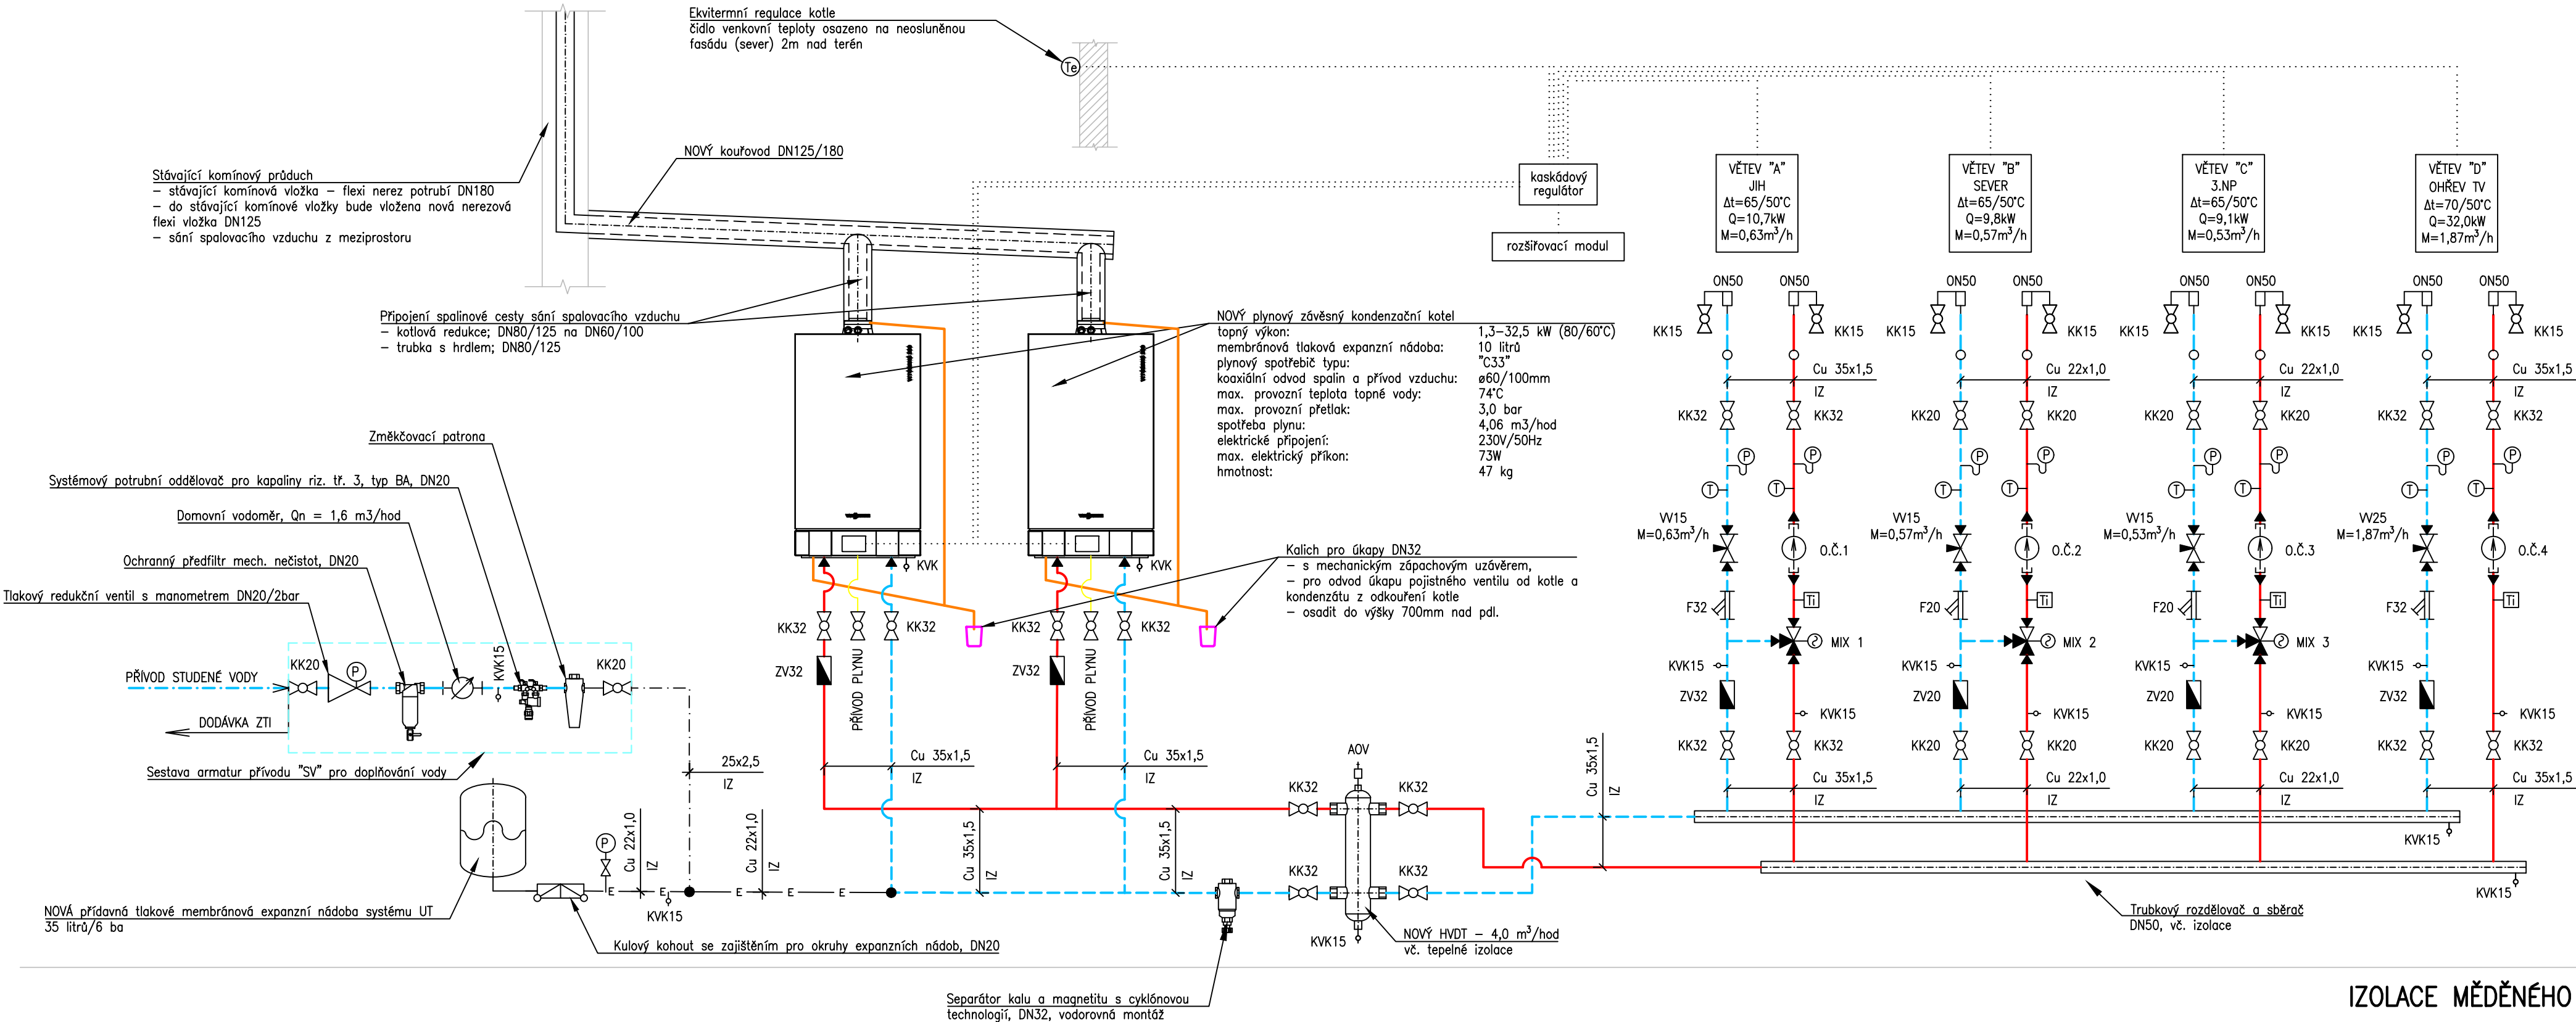 Ekvitermní regulace kotle
čidlo venkovní teploty osazeno na neosluněnou
fasádu (sever) 2m nad terén
Te
NOVÝ kouřovod DN125/180
Stávající komínový průduch
– stávající komínová vložka – flexi nerez potrubí DN180
– do stávající komínové vložky bude vložena nová nerezová
flexi vložka DN125
– sání spalovacího vzduchu z meziprostoru
kaskádový
regulátor
rozšiřovací modul
VĚTEV "A"
JIH
Δt=65/50°C
Q=10,7kW
M=0,63m³/h
VĚTEV "B"
SEVER
Δt=65/50°C
Q=9,8kW
M=0,57m³/h
VĚTEV "C"
3.NP
Δt=65/50°C
Q=9,1kW
M=0,53m³/h
VĚTEV "D"
OHŘEV TV
Δt=70/50°C
Q=32,0kW
M=1,87m³/h
Připojení spalinové cesty sání spalovacího vzduchu
– kotlová redukce; DN80/125 na DN60/100
– trubka s hrdlem; DN80/125
NOVÝ plynový závěsný kondenzační kotel
topný výkon: 1,3–32,5 kW (80/60°C)
membránová tlaková expanzní nádoba: 10 litrů
plynový spotřebič typu: "C33"
koaxiální odvod spalin a přívod vzduchu: ø60/100mm
max. provozní teplota topné vody: 74°C
max. provozní přetlak: 3,0 bar
spotřeba plynu: 4,06 m3/hod
elektrické připojení: 230V/50Hz
max. elektrický příkon: 73W
hmotnost: 47 kg
ON50 ON50 ON50 ON50 ON50 ON50 ON50 ON50
KK15 KK15 KK15 KK15 KK15 KK15 KK15 KK15
Cu 35x1,5 Cu 22x1,0 Cu 22x1,0 Cu 35x1,5
IZ IZ IZ IZ
KK32 KK32 KK20 KK20 KK20 KK20 KK32 KK32
P P P P P P P P
T T T T T T T T
VV15 VV15 VV15 VV25
M=0,63m³/h M=0,57m³/h M=0,53m³/h M=1,87m³/h
O.Č.1 O.Č.2 O.Č.3 O.Č.4
F32 Ti F20 Ti F20 Ti F32 Ti
MIX 1 MIX 2 MIX 3
KVK15 KVK15 KVK15 KVK15
ZV32 ZV20 ZV20 ZV32
KVK15 KVK15 KVK15 KVK15
KK32 KK32 KK20 KK20 KK20 KK20 KK32 KK32
Cu 35x1,5 Cu 22x1,0 Cu 22x1,0 Cu 35x1,5
IZ IZ IZ IZ
KVK15
KVK15
Trubkový rozdělovač a sběrač
DN50, vč. izolace
Změkčovací patrona
Systémový potrubní oddělovač pro kapaliny riz. tř. 3, typ BA, DN20
Domovní vodoměr, Qn = 1,6 m3/hod
Ochranný předfiltr mech. nečistot, DN20
Tlakový redukční ventil s manometrem DN20/2bar
KVK KVK
Kalich pro úkapy DN32
– s mechanickým zápachovým uzávěrem,
– pro odvod úkapu pojistného ventilu od kotle a
kondenzátu z odkouření kotle
– osadit do výšky 700mm nad pdl.
KK32 KK32 KK32 KK32
ZV32 ZV32
PŘÍVOD PLYNU
PŘÍVOD PLYNU
PŘÍVOD STUDENÉ VODY
KK20
P
KVK15
KK20
DODÁVKA ZTI
Sestava armatur přívodu "SV" pro doplňování vody
25x2,5
IZ
Cu 35x1,5
IZ
Cu 35x1,5
IZ
Cu 35x1,5
IZ
Cu 35x1,5
IZ
Cu 35x1,5
IZ
AOV
KK32 KK32
KK32 KK32
KVK15
NOVÝ HVDT – 4,0 m³/hod
vč. tepelné izolace
P
Cu 22x1,0
IZ
Cu 22x1,0
IZ
E E E E E
KVK15
NOVÁ přídavná tlakové membránová expanzní nádoba systému UT
35 litrů/6 ba
Kulový kohout se zajištěním pro okruhy expanzních nádob, DN20
Separátor kalu a magnetitu s cyklónovou
technologií, DN32, vodorovná montáž
IZOLACE MĚDĚNÉHO